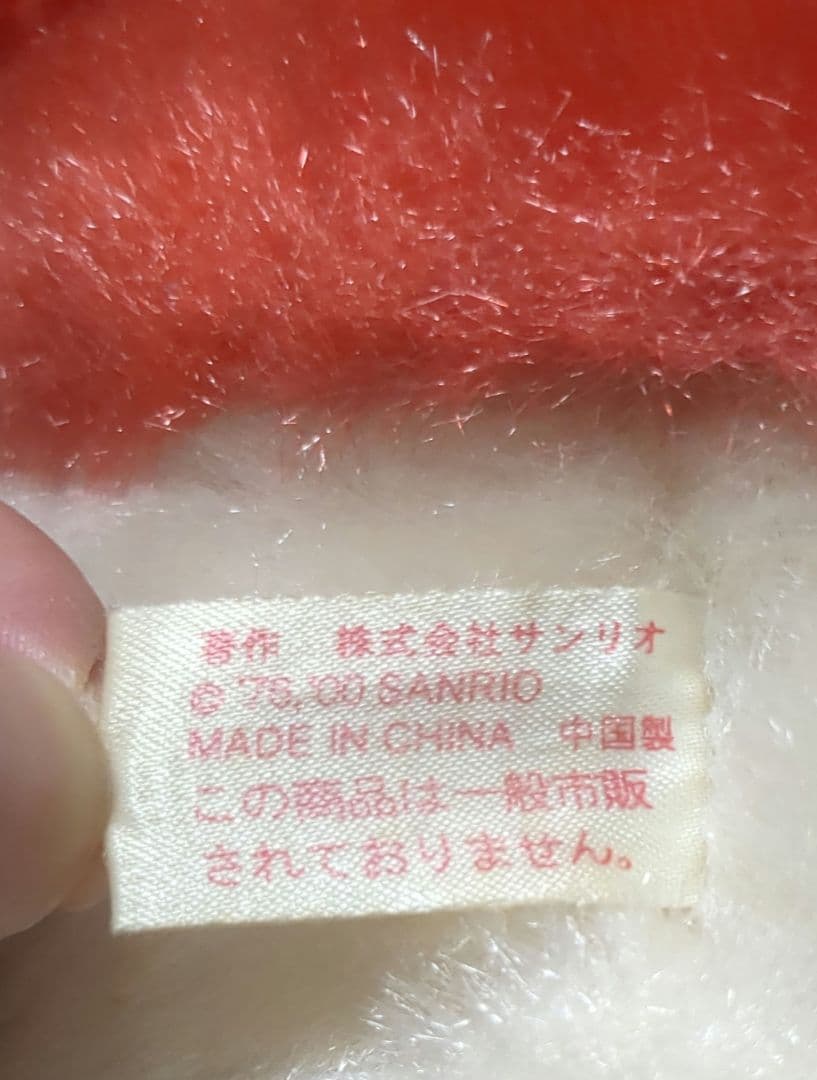 著作 株式会社サンリオ
© '76,'00 SANRIO
MADE IN CHINA 中国製
この商品は一般市販
されておりません。